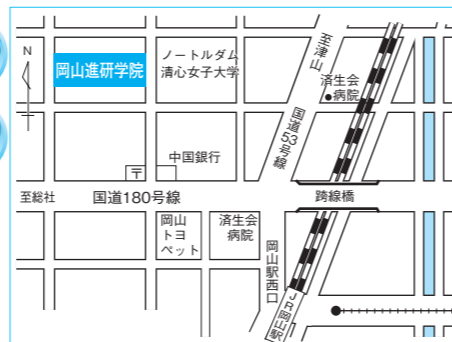 N
岡山進研学院
ノートルダム
清心女子大学
至津山
国道53号線
済生会
病院
〒
中国銀行
至総社
国道180号線
跨線橋
岡山
トヨ
ペット
済生会
病院
岡山駅西口
JR岡山駅